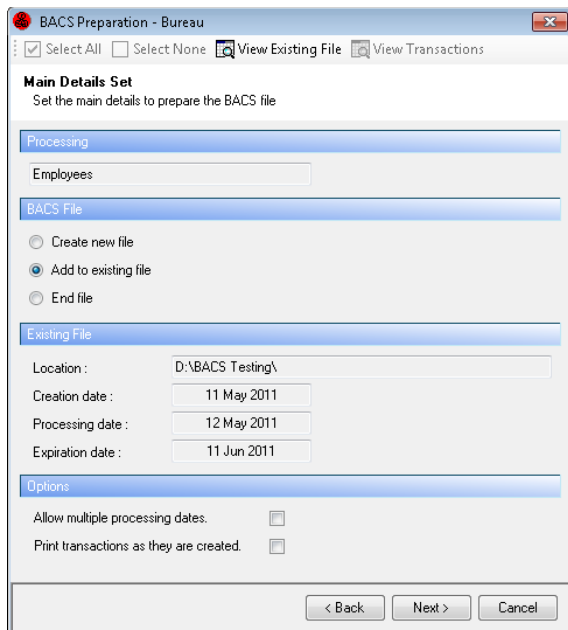 BACS Preparation - Bureau
Select All Select None View Existing File View Transactions
Main Details Set
Set the main details to prepare the BACS file
Processing
Employees
BACS File
Create new file
Add to existing file
End file
Existing File
Location : D:\BACS Testing\
Creation date : 11 May 2011
Processing date : 12 May 2011
Expiration date : 11 Jun 2011
Options
Allow multiple processing dates.
Print transactions as they are created.
< Back Next > Cancel